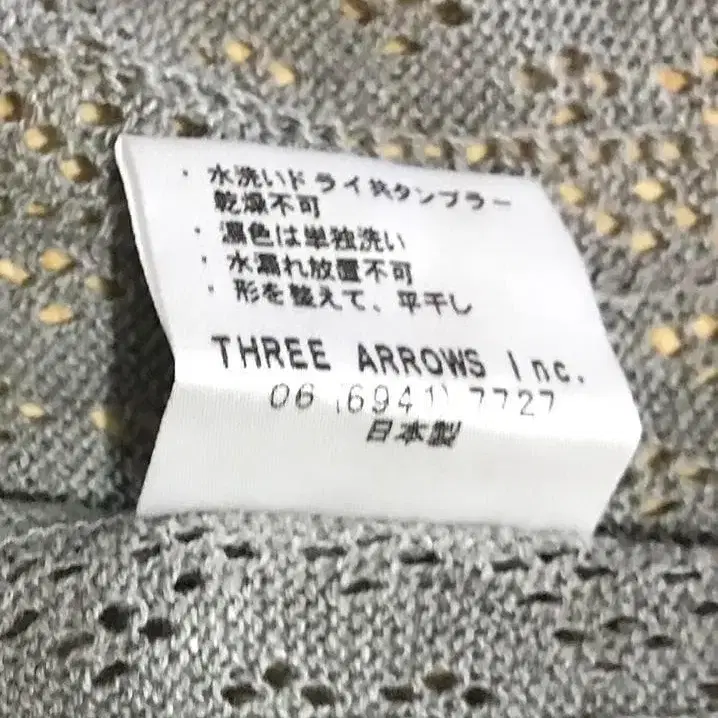 ・水洗いドライ共タンブラー
乾燥不可
・濃色は単独洗い
・水濡れ放置不可
・形を整えて、平干し
THREE ARROWS Inc.
06(6941)7727
日本製